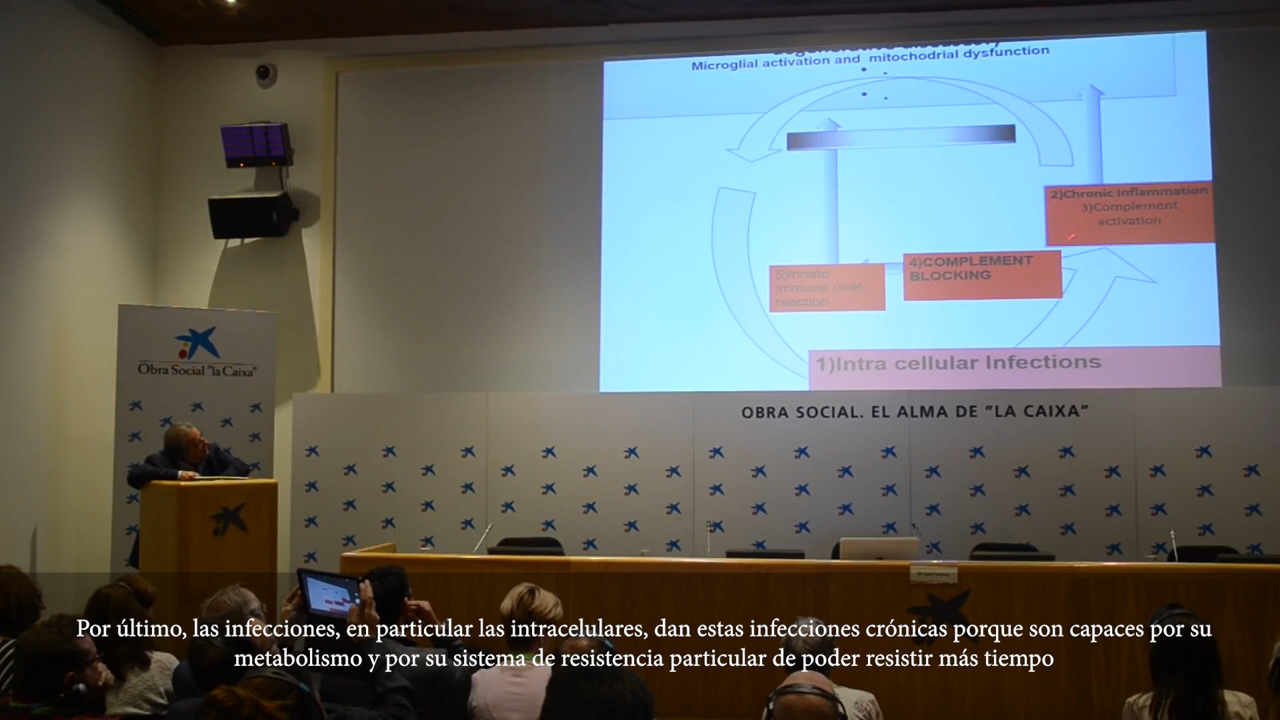 Microglial activation and mitochodrial dysfunction
2)Chronic Inflammation
3)Complement
activation
4)COMPLEMENT
BLOCKING
5)Innate
immune over-
reaction
1)Intra cellular Infections
Obra Social "la Caixa"
OBRA SOCIAL. EL ALMA DE "LA CAIXA"
Por último, las infecciones, en particular las intracelulares, dan estas infecciones crónicas porque son capaces por su
metabolismo y por su sistema de resistencia particular de poder resistir más tiempo